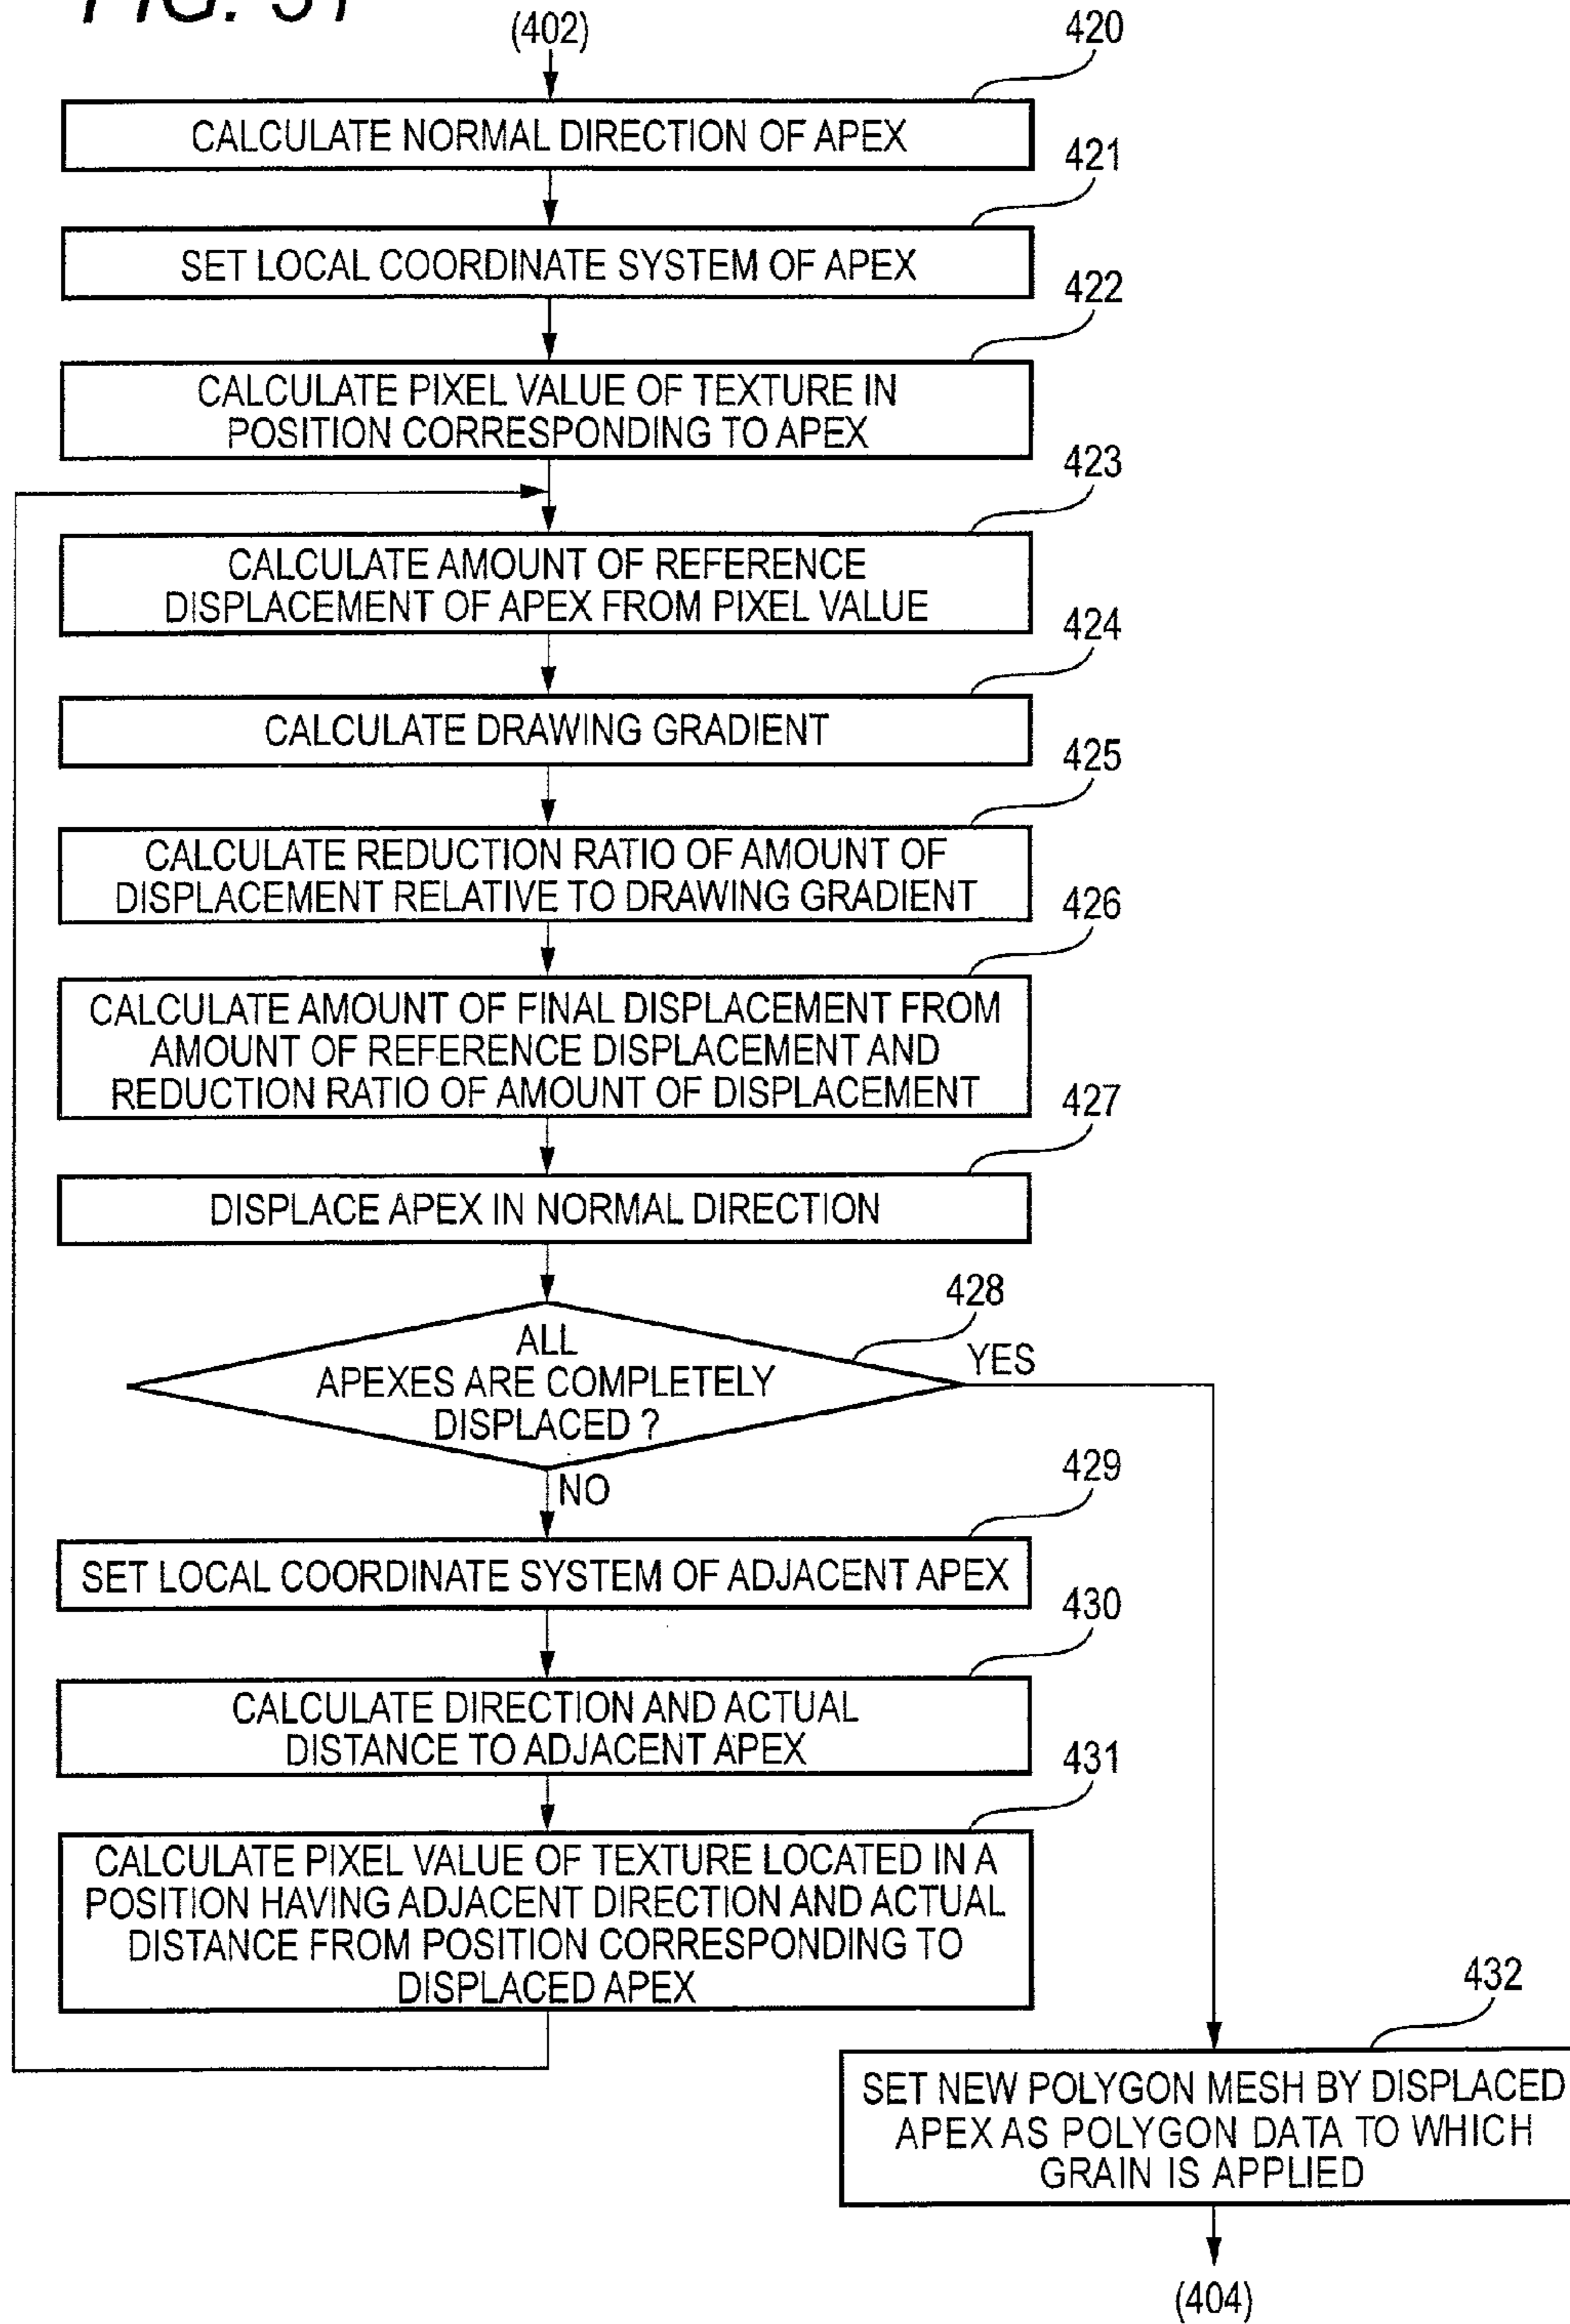 FIG. 31
(402)
420
CALCULATE NORMAL DIRECTION OF APEX
421
SET LOCAL COORDINATE SYSTEM OF APEX
422
CALCULATE PIXEL VALUE OF TEXTURE IN
POSITION CORRESPONDING TO APEX
423
CALCULATE AMOUNT OF REFERENCE
DISPLACEMENT OF APEX FROM PIXEL VALUE
424
CALCULATE DRAWING GRADIENT
425
CALCULATE REDUCTION RATIO OF AMOUNT OF
DISPLACEMENT RELATIVE TO DRAWING GRADIENT
426
CALCULATE AMOUNT OF FINAL DISPLACEMENT FROM
AMOUNT OF REFERENCE DISPLACEMENT AND
REDUCTION RATIO OF AMOUNT OF DISPLACEMENT
427
DISPLACE APEX IN NORMAL DIRECTION
428
ALL
APEXES ARE COMPLETELY
DISPLACED ?
YES
NO
429
SET LOCAL COORDINATE SYSTEM OF ADJACENT APEX
430
CALCULATE DIRECTION AND ACTUAL
DISTANCE TO ADJACENT APEX
431
CALCULATE PIXEL VALUE OF TEXTURE LOCATED IN A
POSITION HAVING ADJACENT DIRECTION AND ACTUAL
DISTANCE FROM POSITION CORRESPONDING TO
DISPLACED APEX
432
SET NEW POLYGON MESH BY DISPLACED
APEX AS POLYGON DATA TO WHICH
GRAIN IS APPLIED
(404)